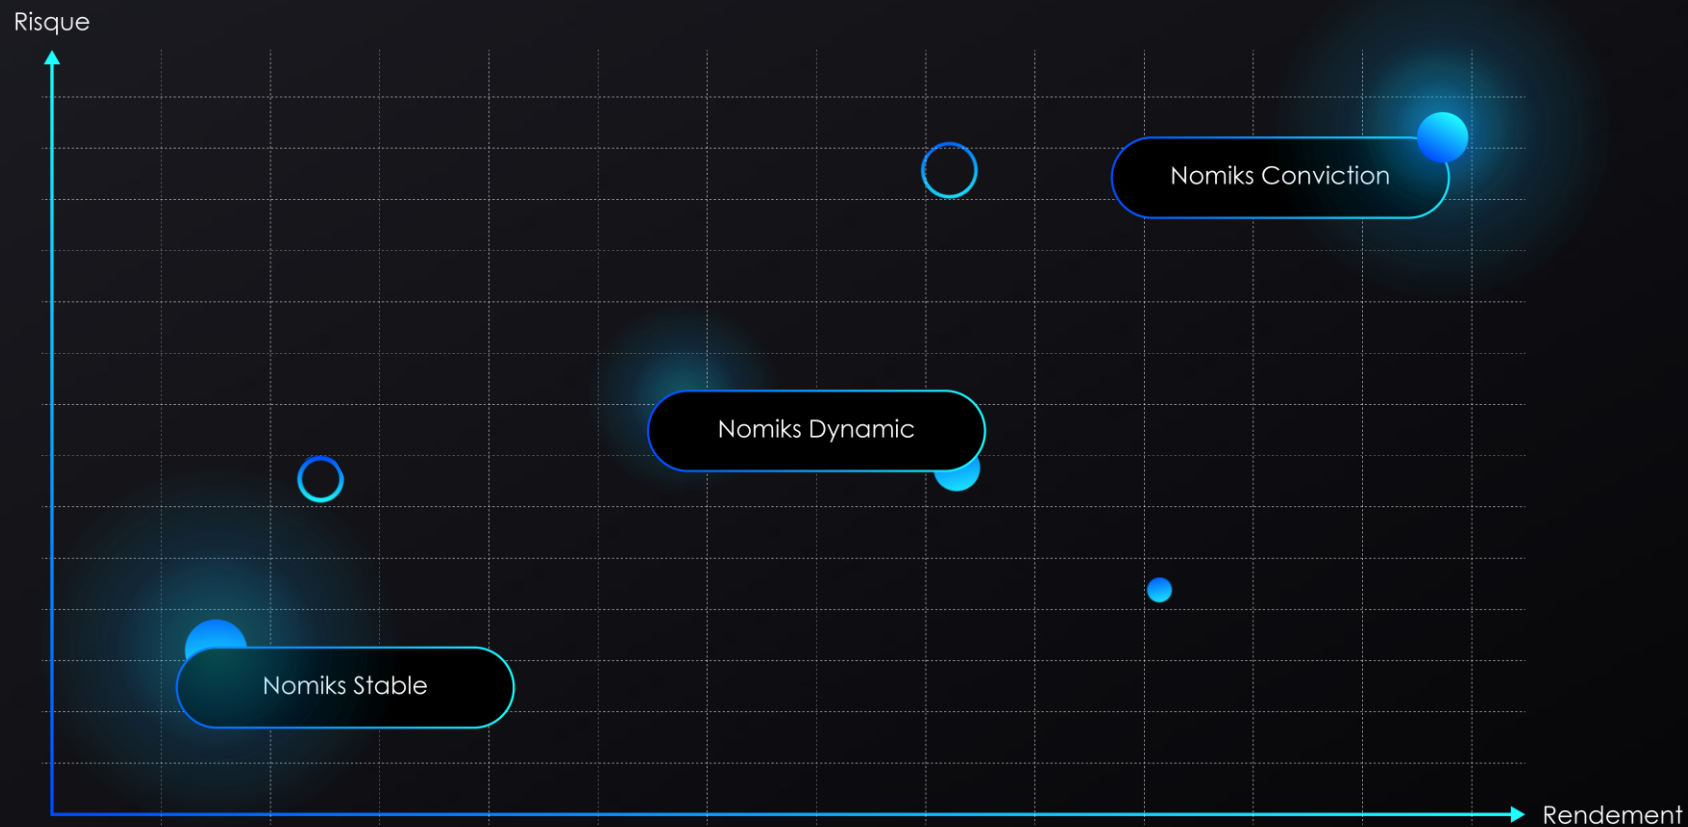 Risque
Nomiks Conviction
Nomiks Dynamic
Nomiks Stable
Rendement